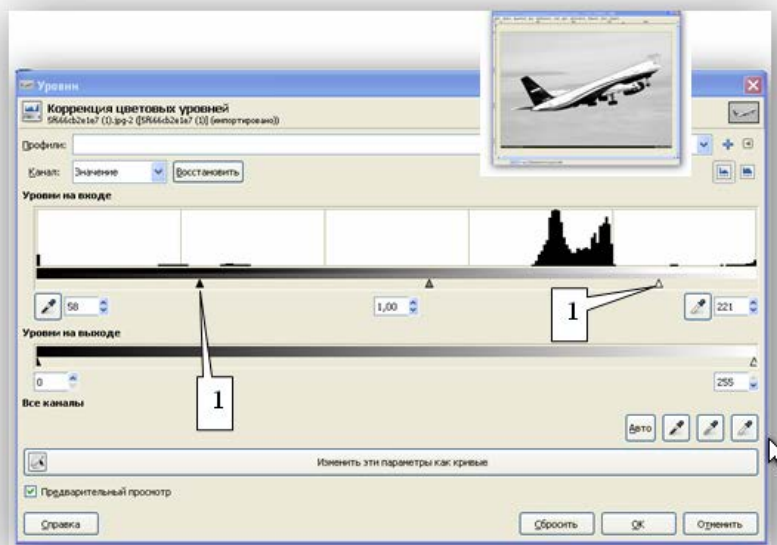 Уровни
Коррекция цветовых уровней
Профили:
Канал: Значение Восстановить
Уровни на входе
58 1,00 221
1
Уровни на выходе
0 255
1
Все каналы
Авто
Изменить эти параметры как кривые
Предварительный просмотр
Справка Сбросить OK Отменить